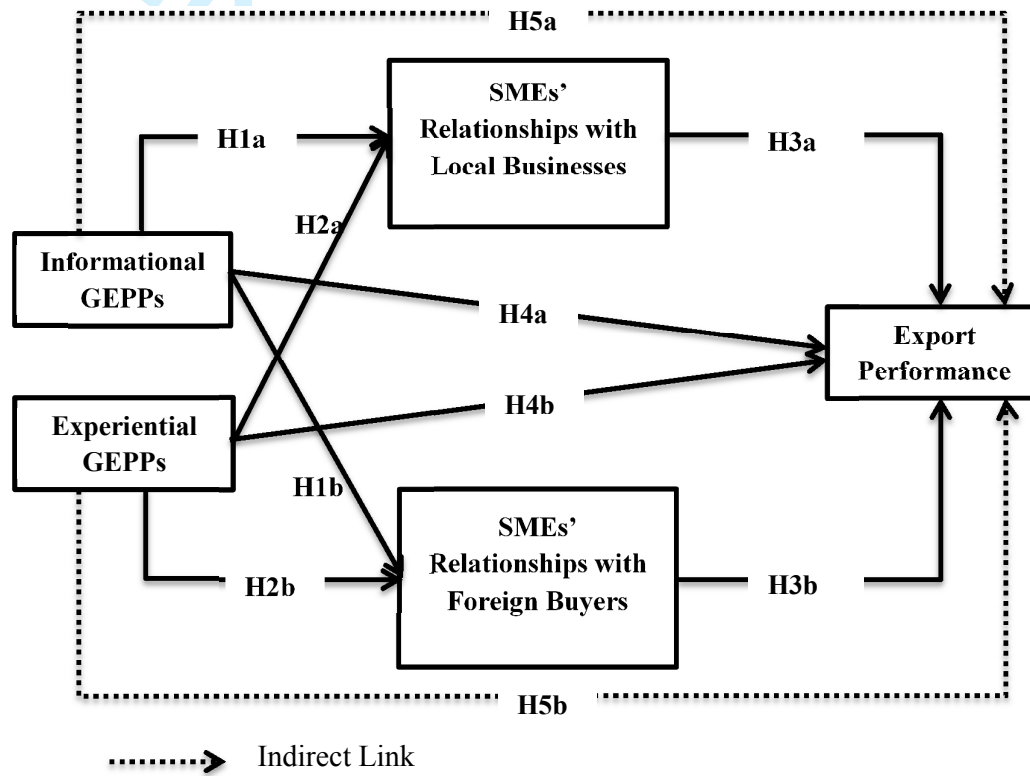 H5a
SMEs'
Relationships with
Local Businesses
H1a
H3a
H2a
Informational
GEPPs
H4a
Export
Performance
Experiential
GEPPs
H4b
H1b
SMEs'
Relationships with
Foreign Buyers
H2b
H3b
H5b
Indirect Link